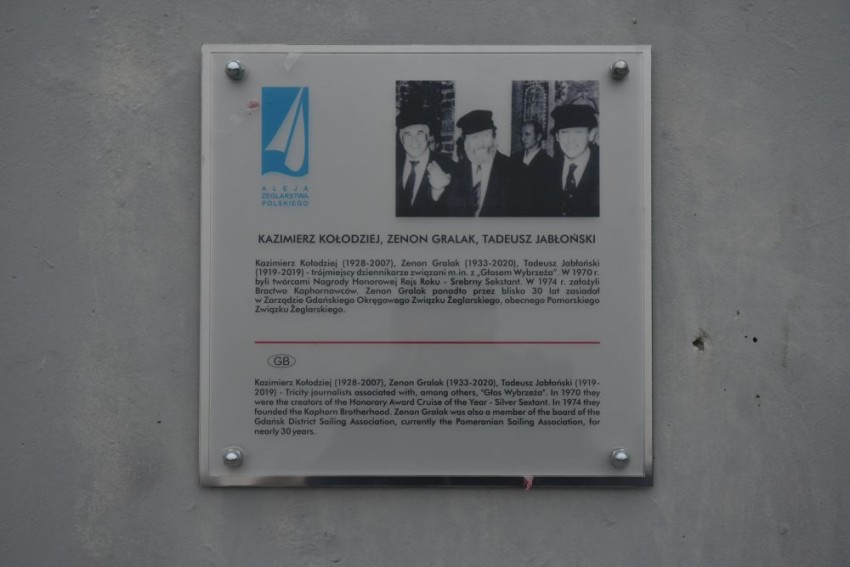 ALEJA
ŻEGLARSTWA
POLSKIEGO
KAZIMIERZ KOŁODZIEJ, ZENON GRALAK, TADEUSZ JABŁOŃSKI
Kazimierz Kołodziej (1928-2007), Zenon Gralak (1933-2020), Tadeusz Jabłoński
(1919-2019) - trójmiejscy dziennikarze związani m.in. z „Głosem Wybrzeża”. W 1970 r.
byli twórcami Nagrody Honorowej Rejs Roku - Srebrny Sekstant. W 1974 r. założyli
Bractwo Kaphornowców. Zenon Gralak ponadto przez blisko 30 lat zasiadał
w Zarządzie Gdańskiego Okręgowego Związku Żeglarskiego, obecnego Pomorskiego
Związku Żeglarskiego.
GB
Kazimierz Kołodziej (1928-2007), Zenon Gralak (1933-2020), Tadeusz Jabłoński (1919-
2019) - Tricity journalists associated with, among others, "Głos Wybrzeża". In 1970 they
were the creators of the Honorary Award Cruise of the Year - Silver Sextant. In 1974 they
founded the Kaphorn Brotherhood. Zenon Gralak was also a member of the board of the
Gdańsk District Sailing Association, currently the Pomeranian Sailing Association, for
nearly 30 years.